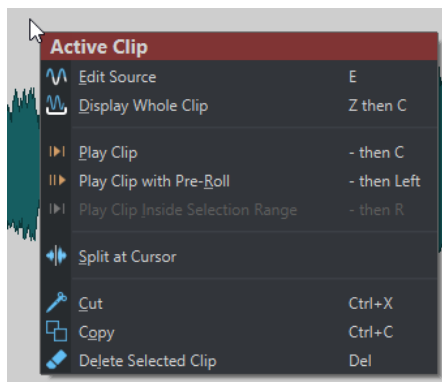 Active Clip
Edit Source E
Display Whole Clip Z then C
Play Clip - then C
Play Clip with Pre-Roll - then Left
Play Clip Inside Selection Range - then R
Split at Cursor
Cut Ctrl+X
Copy Ctrl+C
Delete Selected Clip Del